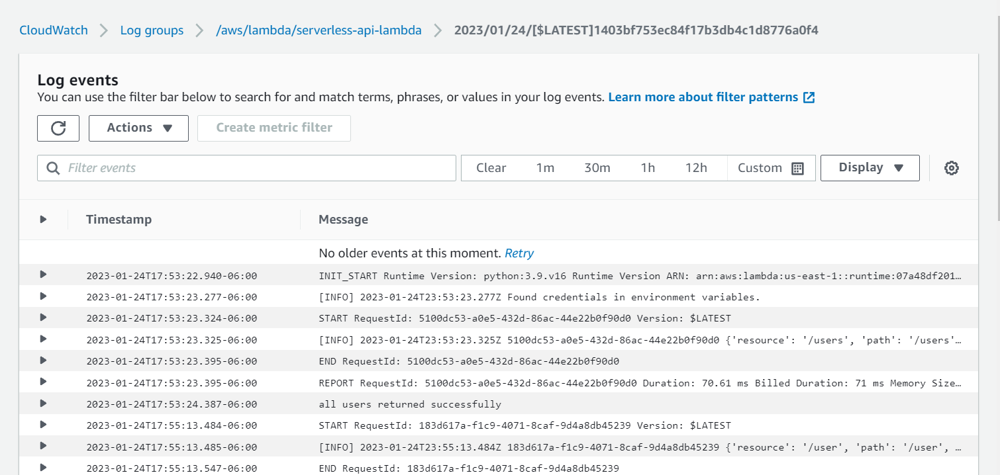 CloudWatch > Log groups > /aws/lambda/serverless-api-lambda > 2023/01/24/[$LATEST]1403bf753ec84f17b3db4c1d8776a0f4
Log events
You can use the filter bar below to search for and match terms, phrases, or values in your log events. Learn more about filter patterns
Actions Create metric filter
Filter events Clear 1m 30m 1h 12h Custom Display
Timestamp Message
No older events at this moment. Retry
2023-01-24T17:53:22.940-06:00 INIT_START Runtime Version: python:3.9.v16 Runtime Version ARN: arn:aws:lambda:us-east-1::runtime:07a48df201…
2023-01-24T17:53:23.277-06:00 [INFO] 2023-01-24T23:53:23.277Z Found credentials in environment variables.
2023-01-24T17:53:23.324-06:00 START RequestId: 5100dc53-a0e5-432d-86ac-44e22b0f90d0 Version: $LATEST
2023-01-24T17:53:23.325-06:00 [INFO] 2023-01-24T23:53:23.325Z 5100dc53-a0e5-432d-86ac-44e22b0f90d0 {'resource': '/users', 'path': '/users'…
2023-01-24T17:53:23.395-06:00 END RequestId: 5100dc53-a0e5-432d-86ac-44e22b0f90d0
2023-01-24T17:53:23.395-06:00 REPORT RequestId: 5100dc53-a0e5-432d-86ac-44e22b0f90d0 Duration: 70.61 ms Billed Duration: 71 ms Memory Size…
2023-01-24T17:53:24.387-06:00 all users returned successfully
2023-01-24T17:55:13.484-06:00 START RequestId: 183d617a-f1c9-4071-8caf-9d4a8db45239 Version: $LATEST
2023-01-24T17:55:13.485-06:00 [INFO] 2023-01-24T23:55:13.484Z 183d617a-f1c9-4071-8caf-9d4a8db45239 {'resource': '/user', 'path': '/user', …
2023-01-24T17:55:13.547-06:00 END RequestId: 183d617a-f1c9-4071-8caf-9d4a8db45239